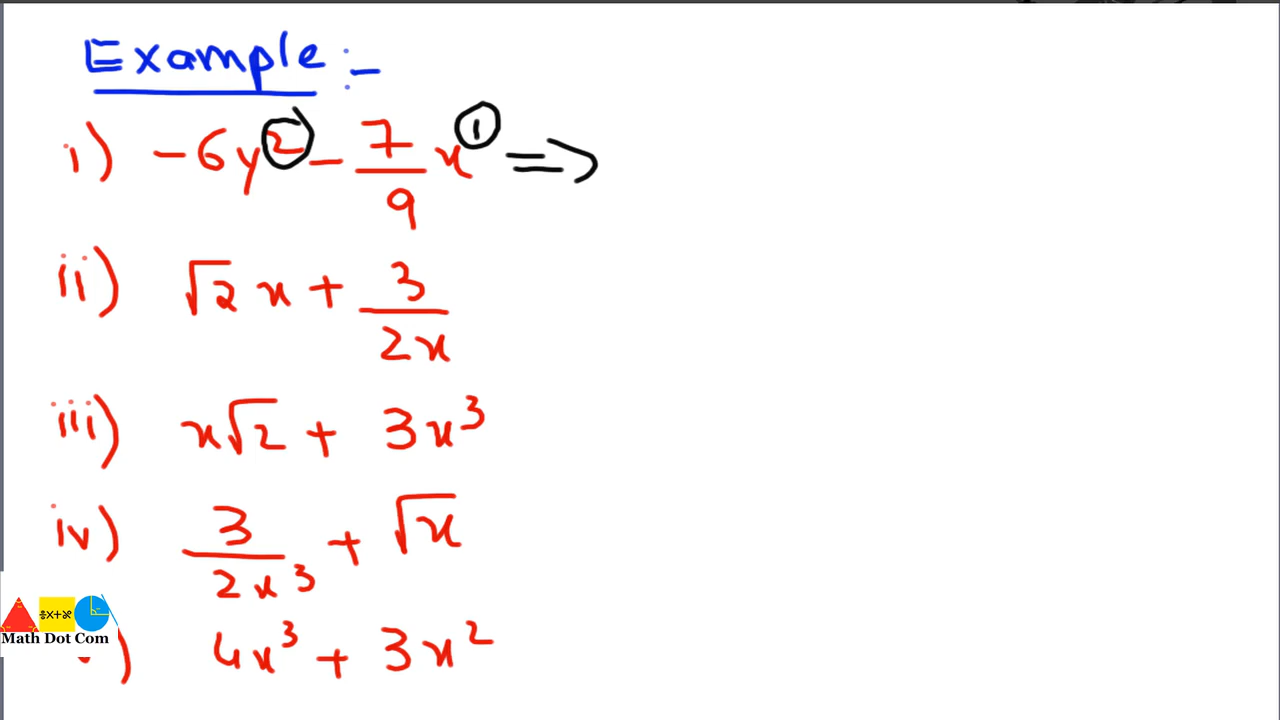 Example :-
i) -6y² - 7/9 x¹ =>
ii) √2 x + 3/2x
iii) x√2 + 3x³
iv) 3/2x³ + √x
÷x+×
Math Dot Com
) 4x³ + 3x²